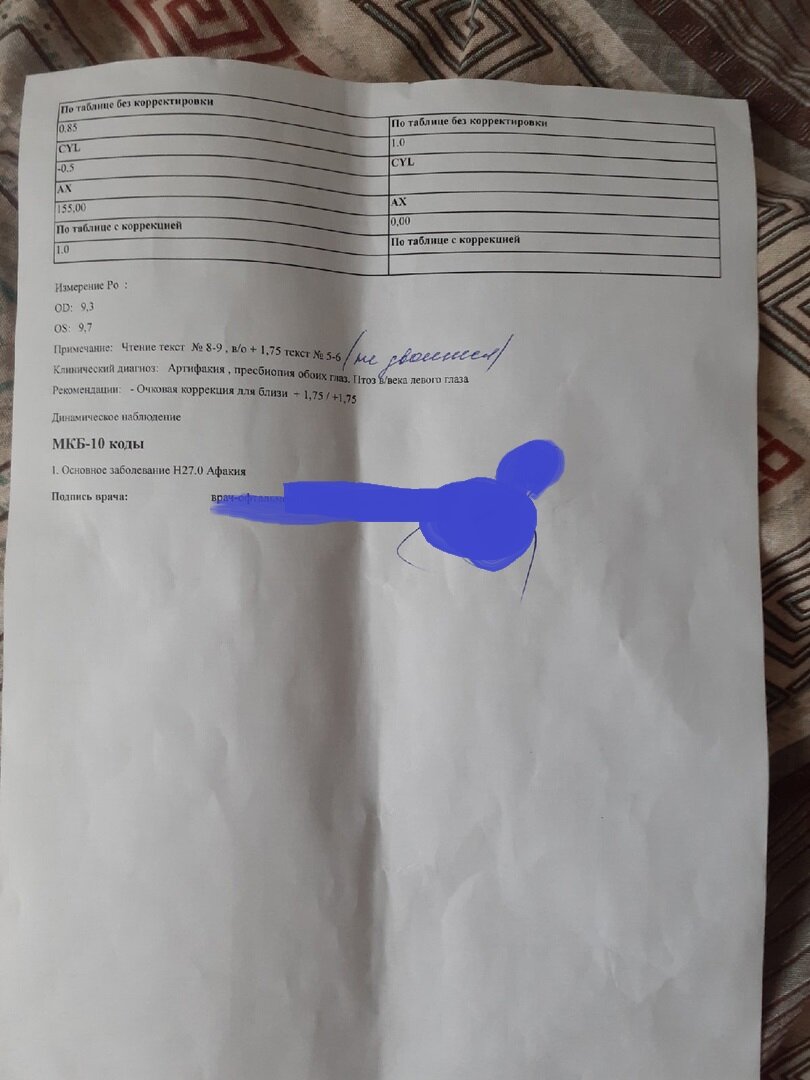 По таблице без корректировки
0.85
CYL
-0.5
AX
155,00
По таблице с коррекцией
1.0
По таблице без корректировки
1.0
CYL
AX
0,00
По таблице с коррекцией
Измерение Po :
OD: 9,3
OS: 9,7
Примечание: Чтение текст № 8-9 , в/о + 1,75 текст № 5-6 /не двоится/
Клинический диагноз: Артифакия , пресбиопия обоих глаз. Птоз в/века левого глаза
Рекомендации: - Очковая коррекция для близи + 1,75 / +1,75
Динамическое наблюдение
МКБ-10 коды
1. Основное заболевание H27.0 Афакия
Подпись врача: